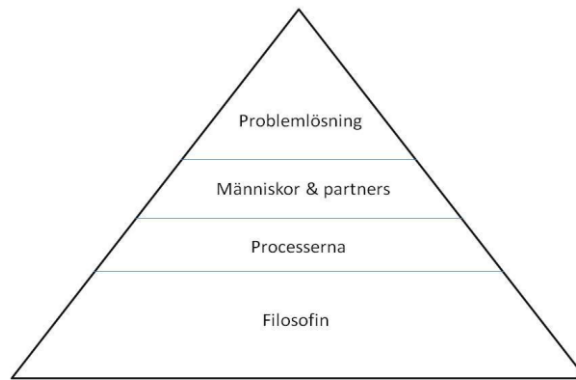 Problemlösning
Människor & partners
Processerna
Filosofin